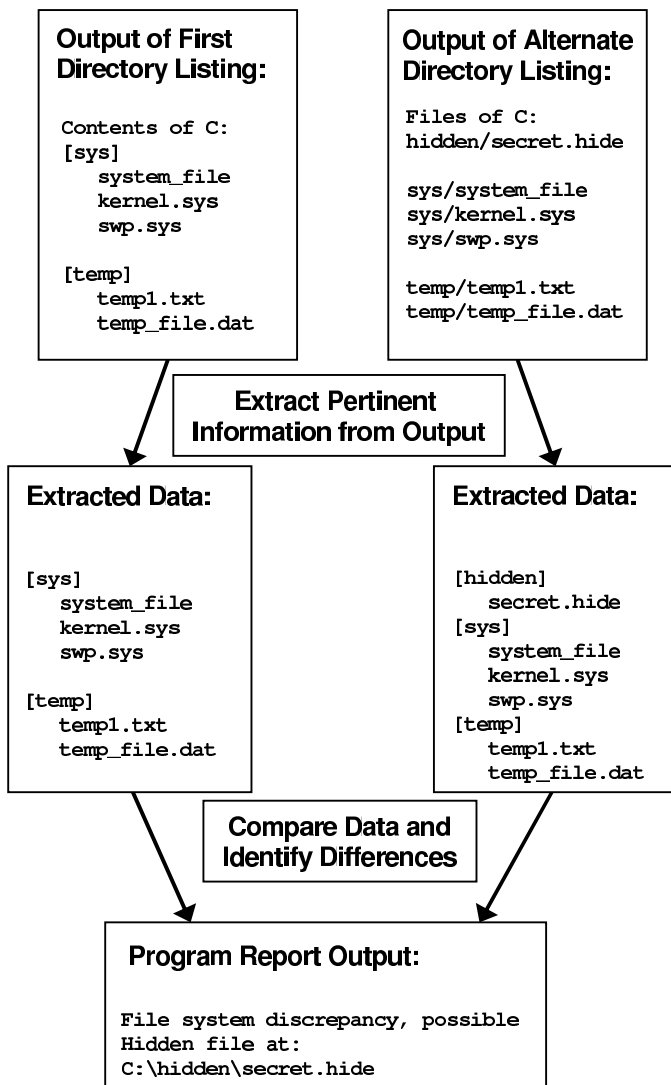 Output of First
Directory Listing:
Contents of C:
[sys]
system_file
kernel.sys
swp.sys
[temp]
temp1.txt
temp_file.dat
Output of Alternate
Directory Listing:
Files of C:
hidden/secret.hide
sys/system_file
sys/kernel.sys
sys/swp.sys
temp/temp1.txt
temp/temp_file.dat
Extract Pertinent
Information from Output
Extracted Data:
[sys]
system_file
kernel.sys
swp.sys
[temp]
temp1.txt
temp_file.dat
Extracted Data:
[hidden]
secret.hide
[sys]
system_file
kernel.sys
swp.sys
[temp]
temp1.txt
temp_file.dat
Compare Data and
Identify Differences
Program Report Output:
File system discrepancy, possible
Hidden file at:
C:\hidden\secret.hide